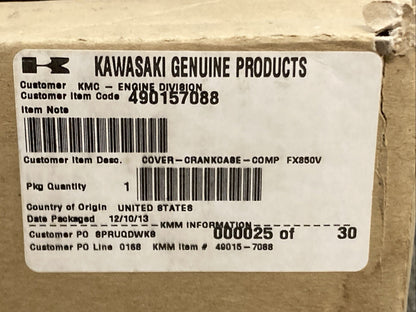 KAWASAKI GENUINE PRODUCTS
Customer KMC - ENGINE DIVISION
Customer Item Code 490157088
Item Note
Customer Item Desc. COVER-CRANKCASE-COMP FX850V
Pkg Quantity 1
Country of Origin UNITED STATES
Date Packaged 12/10/13
KMM INFORMATION
Customer PO SPRUQDWK8 000025 of 30
Customer PO Line 0168 KMM Item # 49015-7088